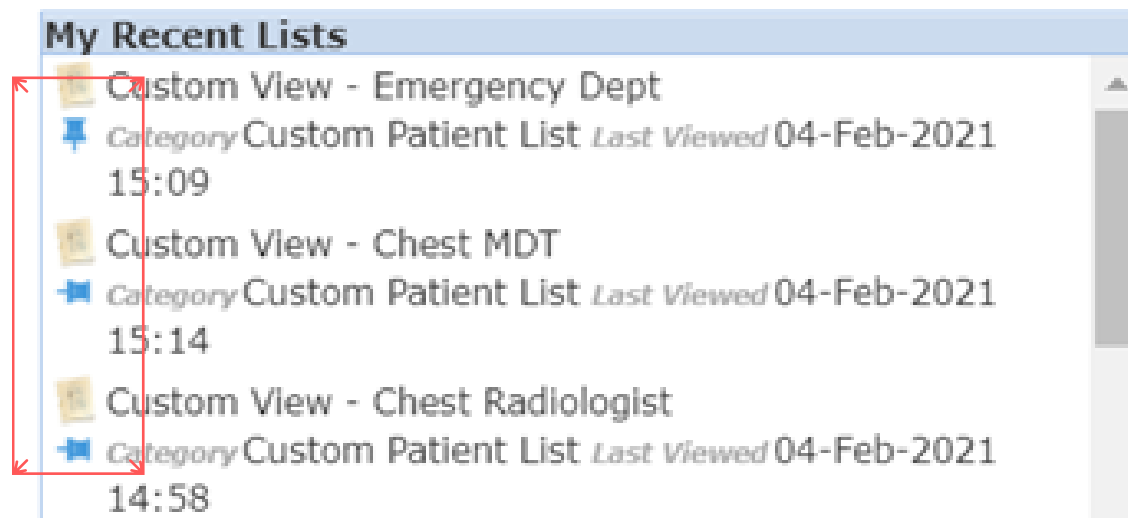 My Recent Lists
Custom View - Emergency Dept
Category Custom Patient List Last Viewed 04-Feb-2021
15:09
Custom View - Chest MDT
Category Custom Patient List Last Viewed 04-Feb-2021
15:14
Custom View - Chest Radiologist
Category Custom Patient List Last Viewed 04-Feb-2021
14:58